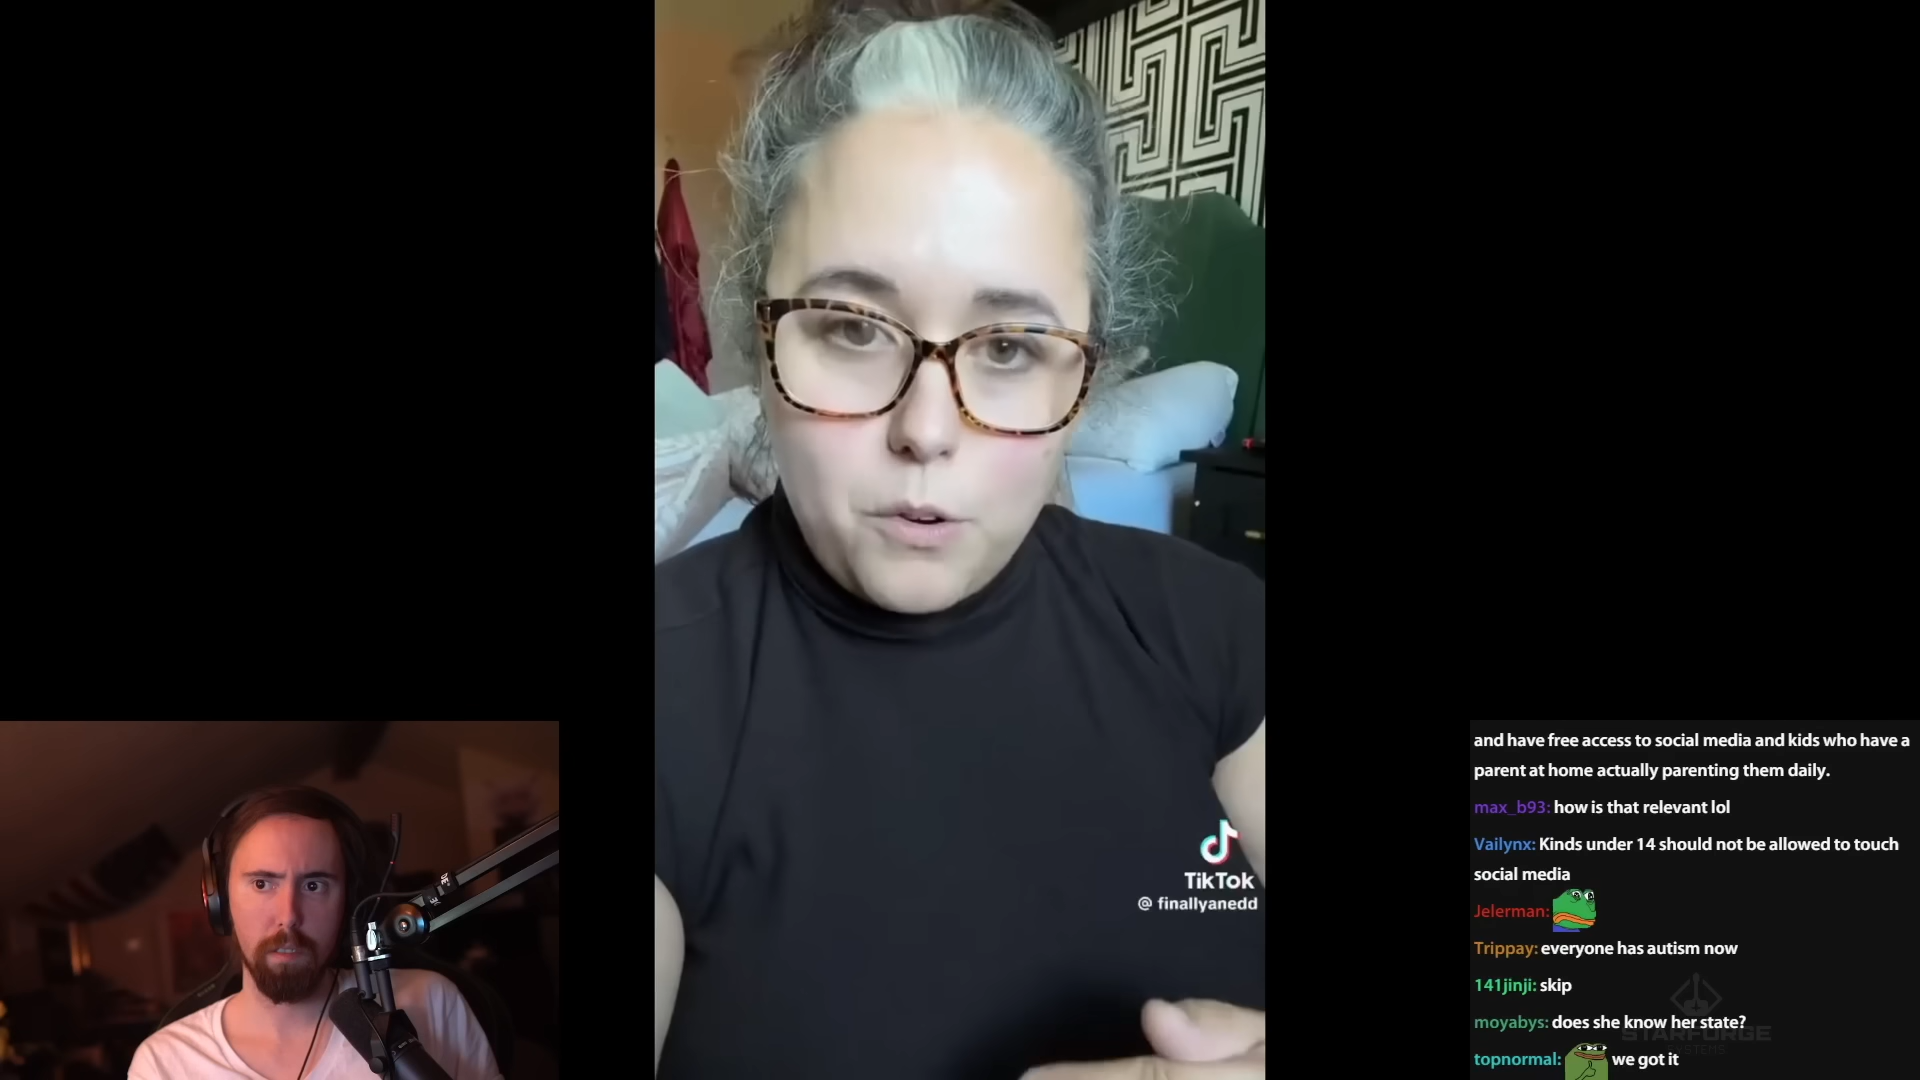 TikTok
@ finallyanedd
and have free access to social media and kids who have a
parent at home actually parenting them daily.
max_b93: how is that relevant lol
Vailynx: Kinds under 14 should not be allowed to touch
social media
Jelerman:
Trippay: everyone has autism now
141jinji: skip
moyabys: does she know her state?
STARFORGE
SYSTEMS
topnormal: we got it